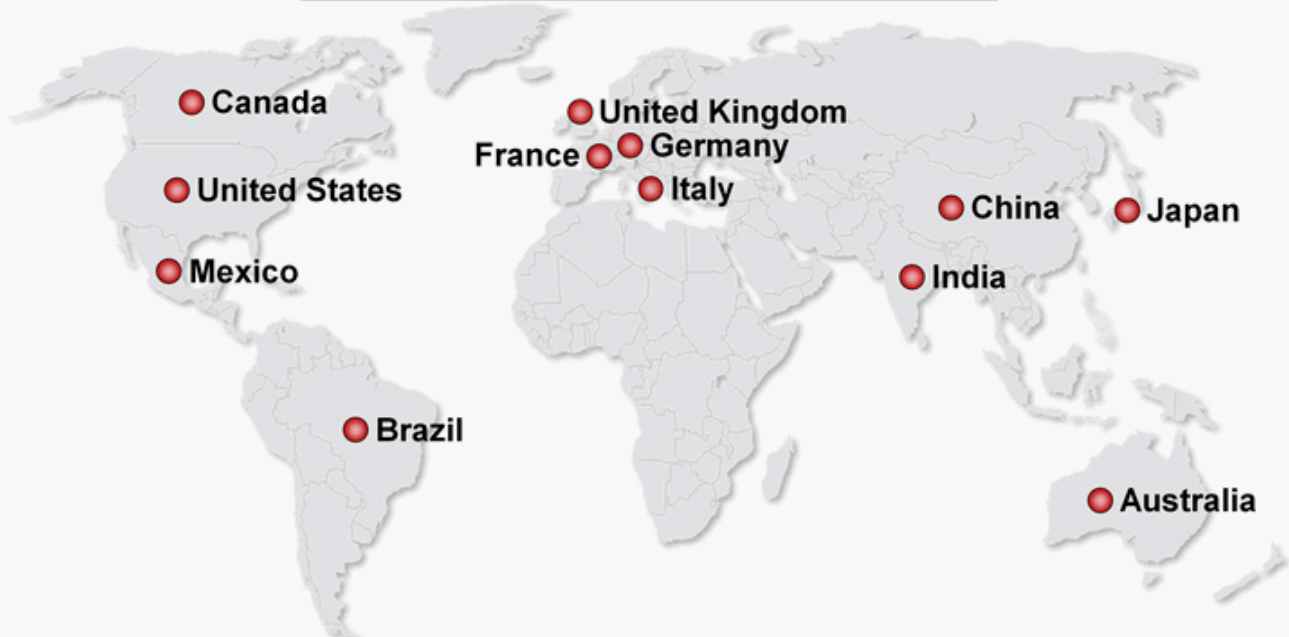 Canada
United Kingdom
Germany
France
United States
Italy
China
Japan
Mexico
India
Brazil
Australia